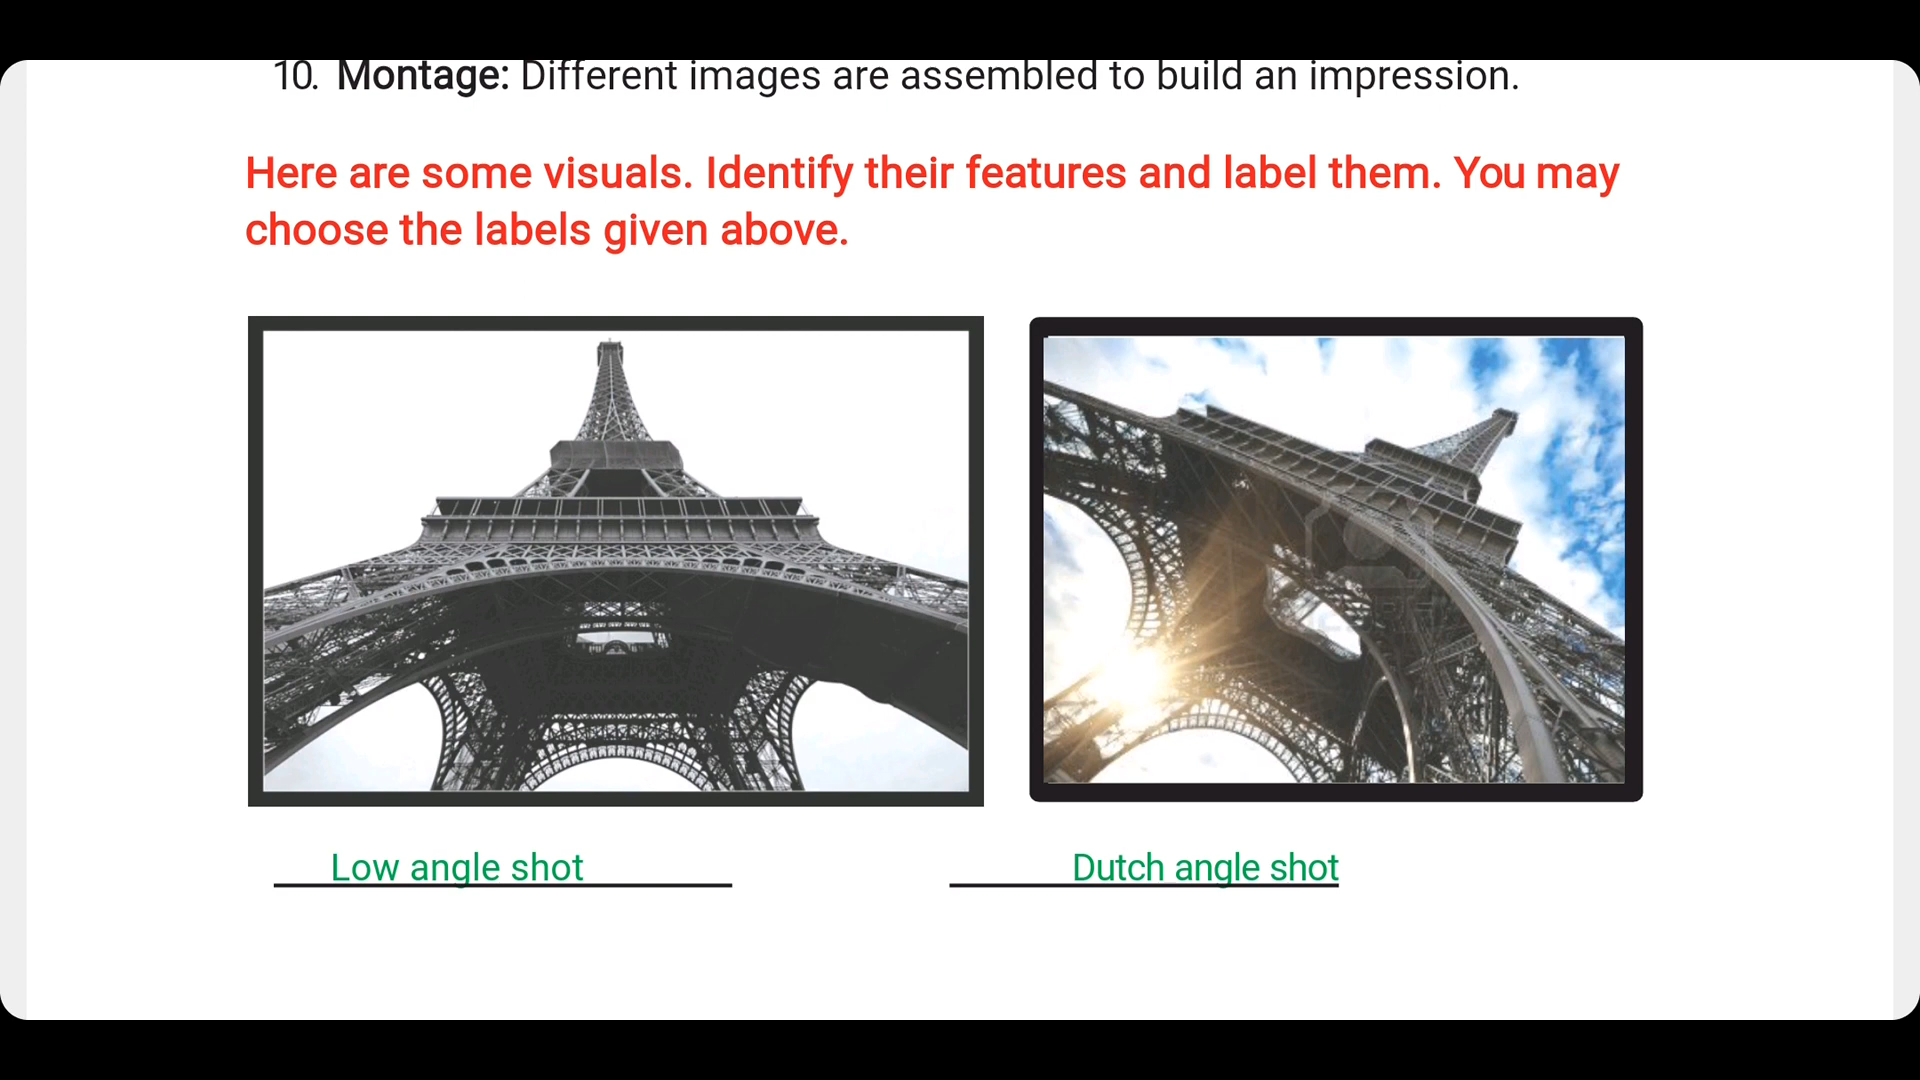 10. Montage: Different images are assembled to build an impression.
Here are some visuals. Identify their features and label them. You may
choose the labels given above.
Low angle shot
Dutch angle shot